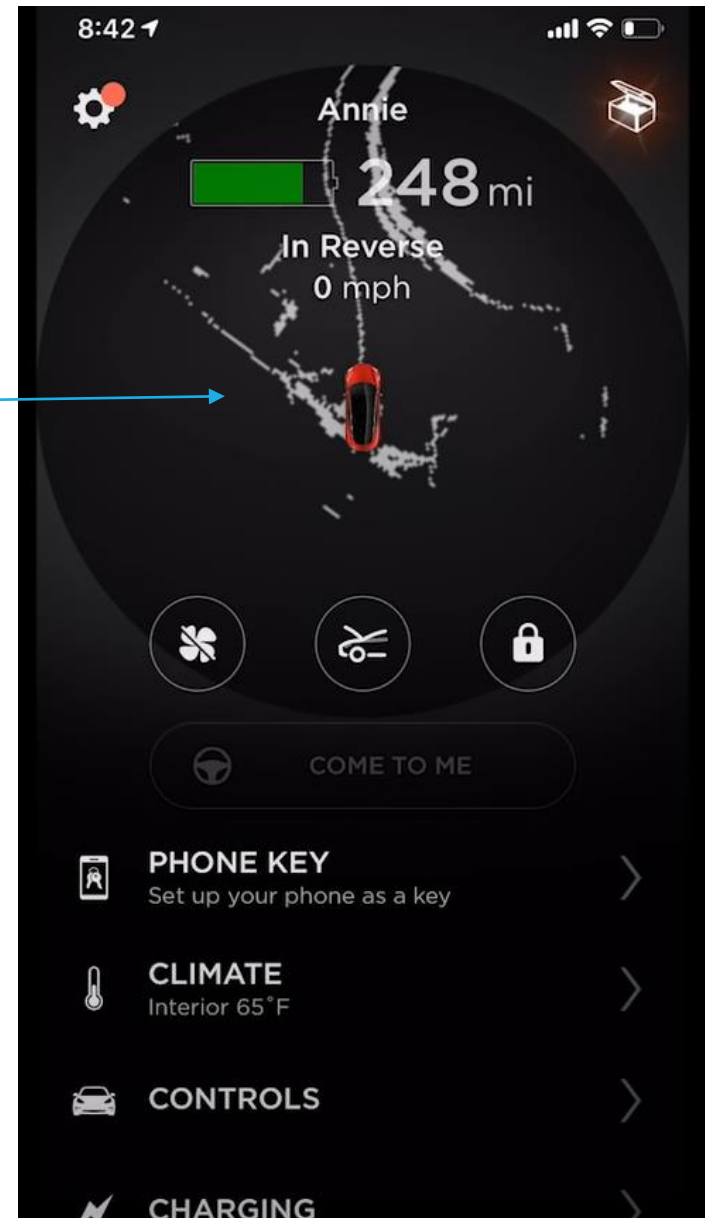 8:42
Annie
248 mi
In Reverse
0 mph
COME TO ME
PHONE KEY
Set up your phone as a key
CLIMATE
Interior 65°F
CONTROLS
CHARGING